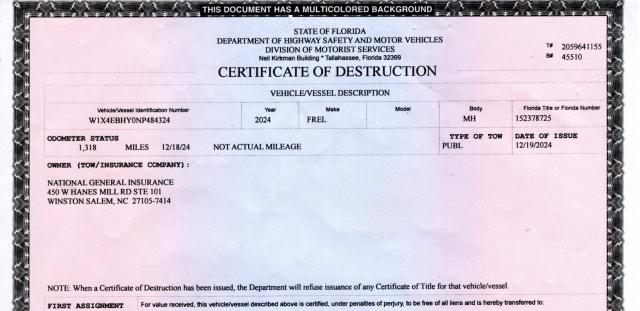 THIS DOCUMENT HAS A MULTICOLORED BACKGROUND
STATE OF FLORIDA
DEPARTMENT OF HIGHWAY SAFETY AND MOTOR VEHICLES
DIVISION OF MOTORIST SERVICES
Neil Kirkman Building * Tallahassee, Florida 32399
T# 2059641155
B# 45510
CERTIFICATE OF DESTRUCTION
VEHICLE/VESSEL DESCRIPTION
Vehicle/Vessel Identification Number Year Make Model Body Florida Title or Florida Number
W1X4EBHY0NP484324 2024 FREL MH 152378725
ODOMETER STATUS TYPE OF TOW DATE OF ISSUE
1,318 MILES 12/18/24 NOT ACTUAL MILEAGE PUBL 12/19/2024
OWNER (TOW/INSURANCE COMPANY):
NATIONAL GENERAL INSURANCE
450 W HANES MILL RD STE 101
WINSTON SALEM, NC 27105-7414
NOTE: When a Certificate of Destruction has been issued, the Department will refuse issuance of any Certificate of Title for that vehicle/vessel.
FIRST ASSIGNMENT For value received, this vehicle/vessel described above is certified, under penalties of perjury, to be free of all liens and is hereby transferred to: